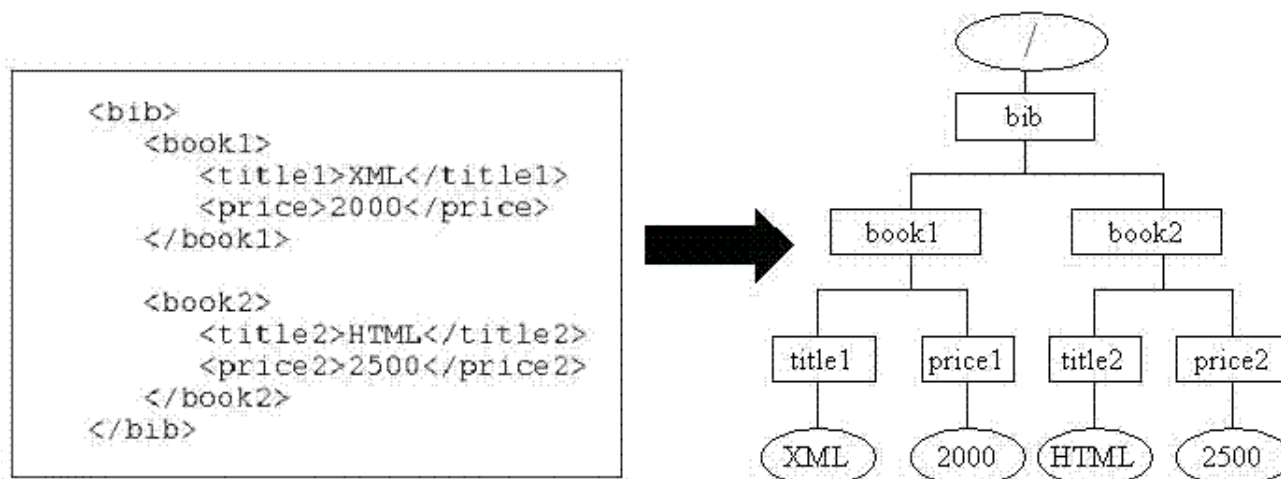 <bib>
<book1>
<title1>XML</title1>
<price>2000</price>
</book1>
<book2>
<title2>HTML</title2>
<price2>2500</price2>
</book2>
</bib>
/
bib
book1 book2
title1 price1 title2 price2
XML 2000 HTML 2500